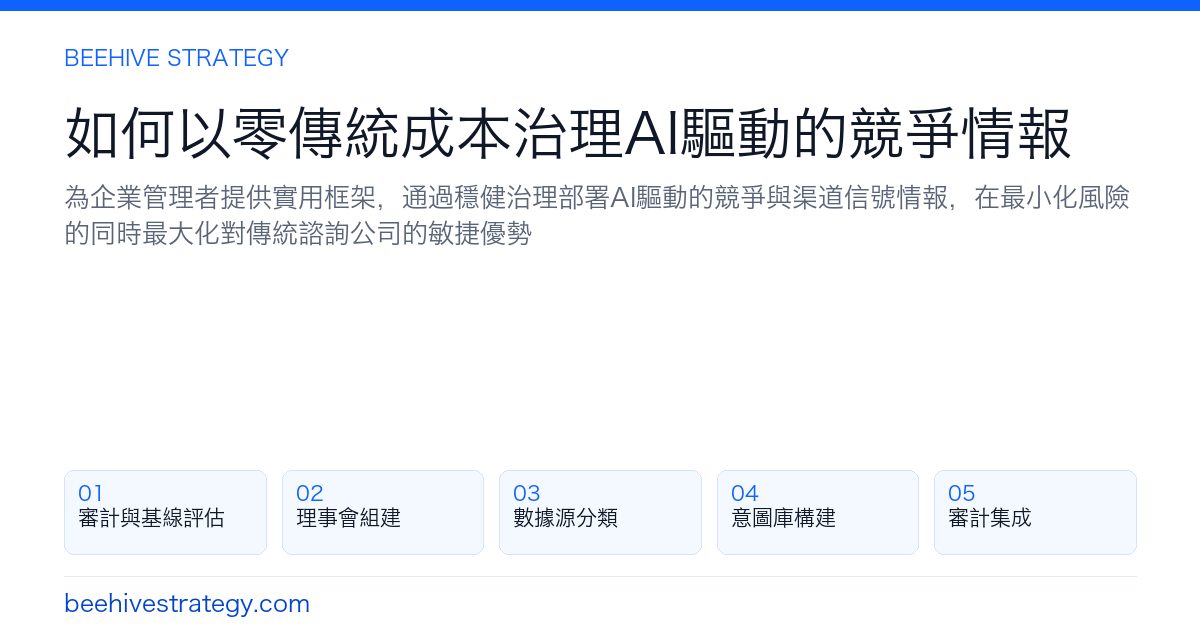 BEEHIVE STRATEGY
如何以零傳統成本治理AI驅動的競爭情報
為企業管理者提供實用框架，通過穩健治理部署AI驅動的競爭與渠道信號情報，在最小化風險
的同時最大化對傳統諮詢公司的敏捷優勢
01
審計與基線評估
02
理事會組建
03
數據源分類
04
意圖庫構建
05
審計集成
beehivestrategy.com